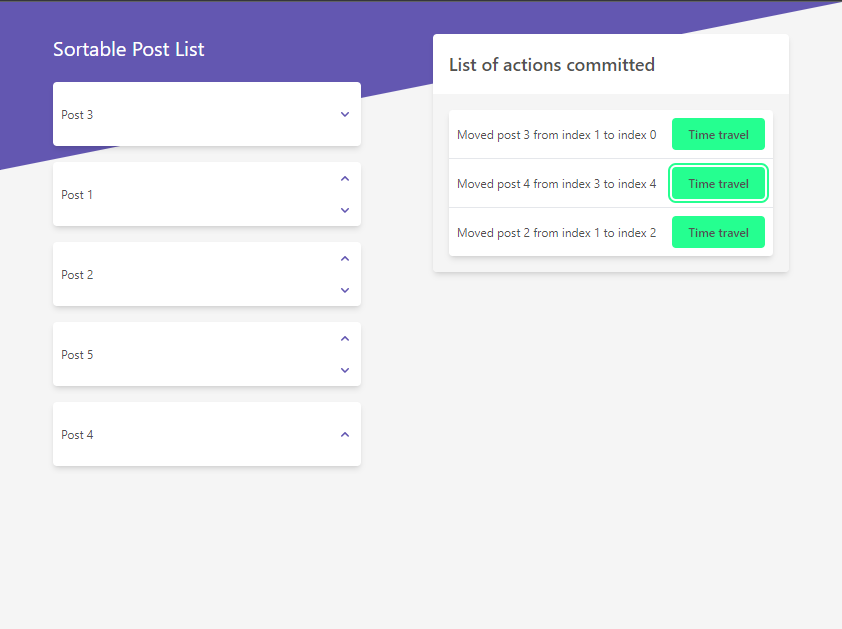 Sortable Post List
Post 3
Post 1
Post 2
Post 5
Post 4
List of actions committed
Moved post 3 from index 1 to index 0 Time travel
Moved post 4 from index 3 to index 4 Time travel
Moved post 2 from index 1 to index 2 Time travel